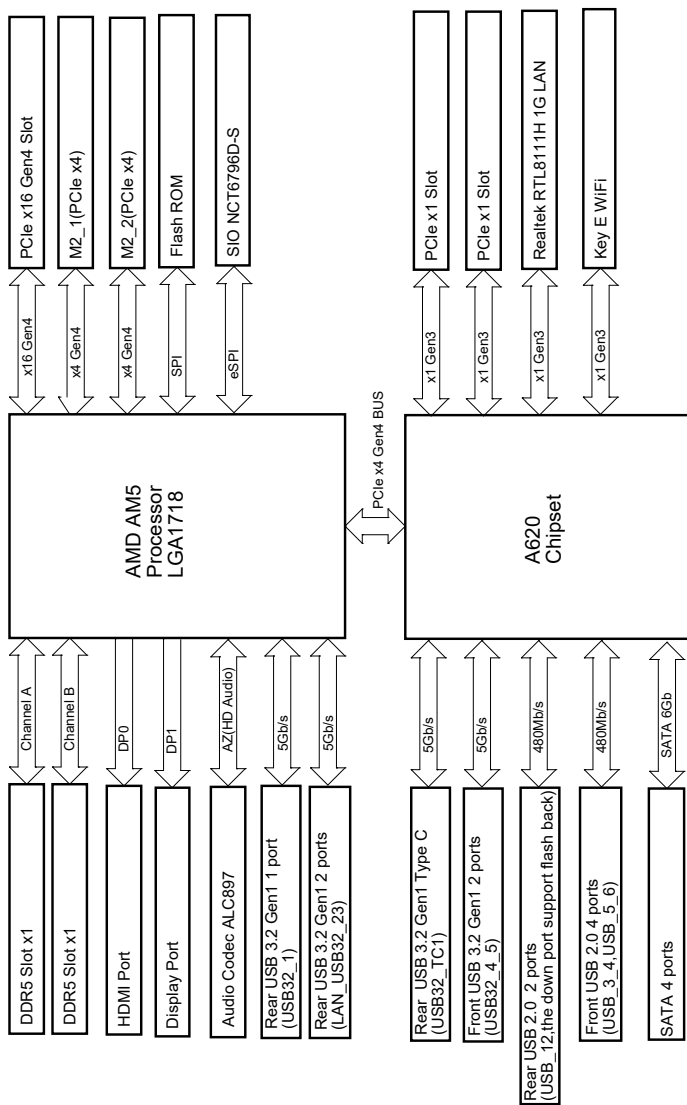 DDR5 Slot x1
DDR5 Slot x1
HDMI Port
Display Port
Audio Codec ALC897
Rear USB 3.2 Gen1 1 port
(USB32_1)
Rear USB 3.2 Gen1 2 ports
(LAN_USB32_23)
Channel A
Channel B
DP0
DP1
AZ(HD Audio)
5Gb/s
5Gb/s
AMD AM5
Processor
LGA1718
x16 Gen4
x4 Gen4
x4 Gen4
SPI
eSPI
PCIe x16 Gen4 Slot
M2_1(PCIe x4)
M2_2(PCIe x4)
Flash ROM
SIO NCT6796D-S
PCIe x4 Gen4 BUS
Rear  USB 3.2 Gen1 Type C
(USB32_TC1)
Front USB 3.2 Gen1 2 ports
(USB32_4_5)
Rear USB 2.0  2 ports
(USB_12,the down port support flash back)
Front USB 2.0 4 ports
(USB_3_4,USB_5_6)
SATA 4 ports
5Gb/s
5Gb/s
480Mb/s
480Mb/s
SATA 6Gb
A620
Chipset
x1 Gen3
x1 Gen3
x1 Gen3
x1 Gen3
PCIe x1 Slot
PCIe x1 Slot
Realtek RTL8111H 1G LAN
Key E WiFi